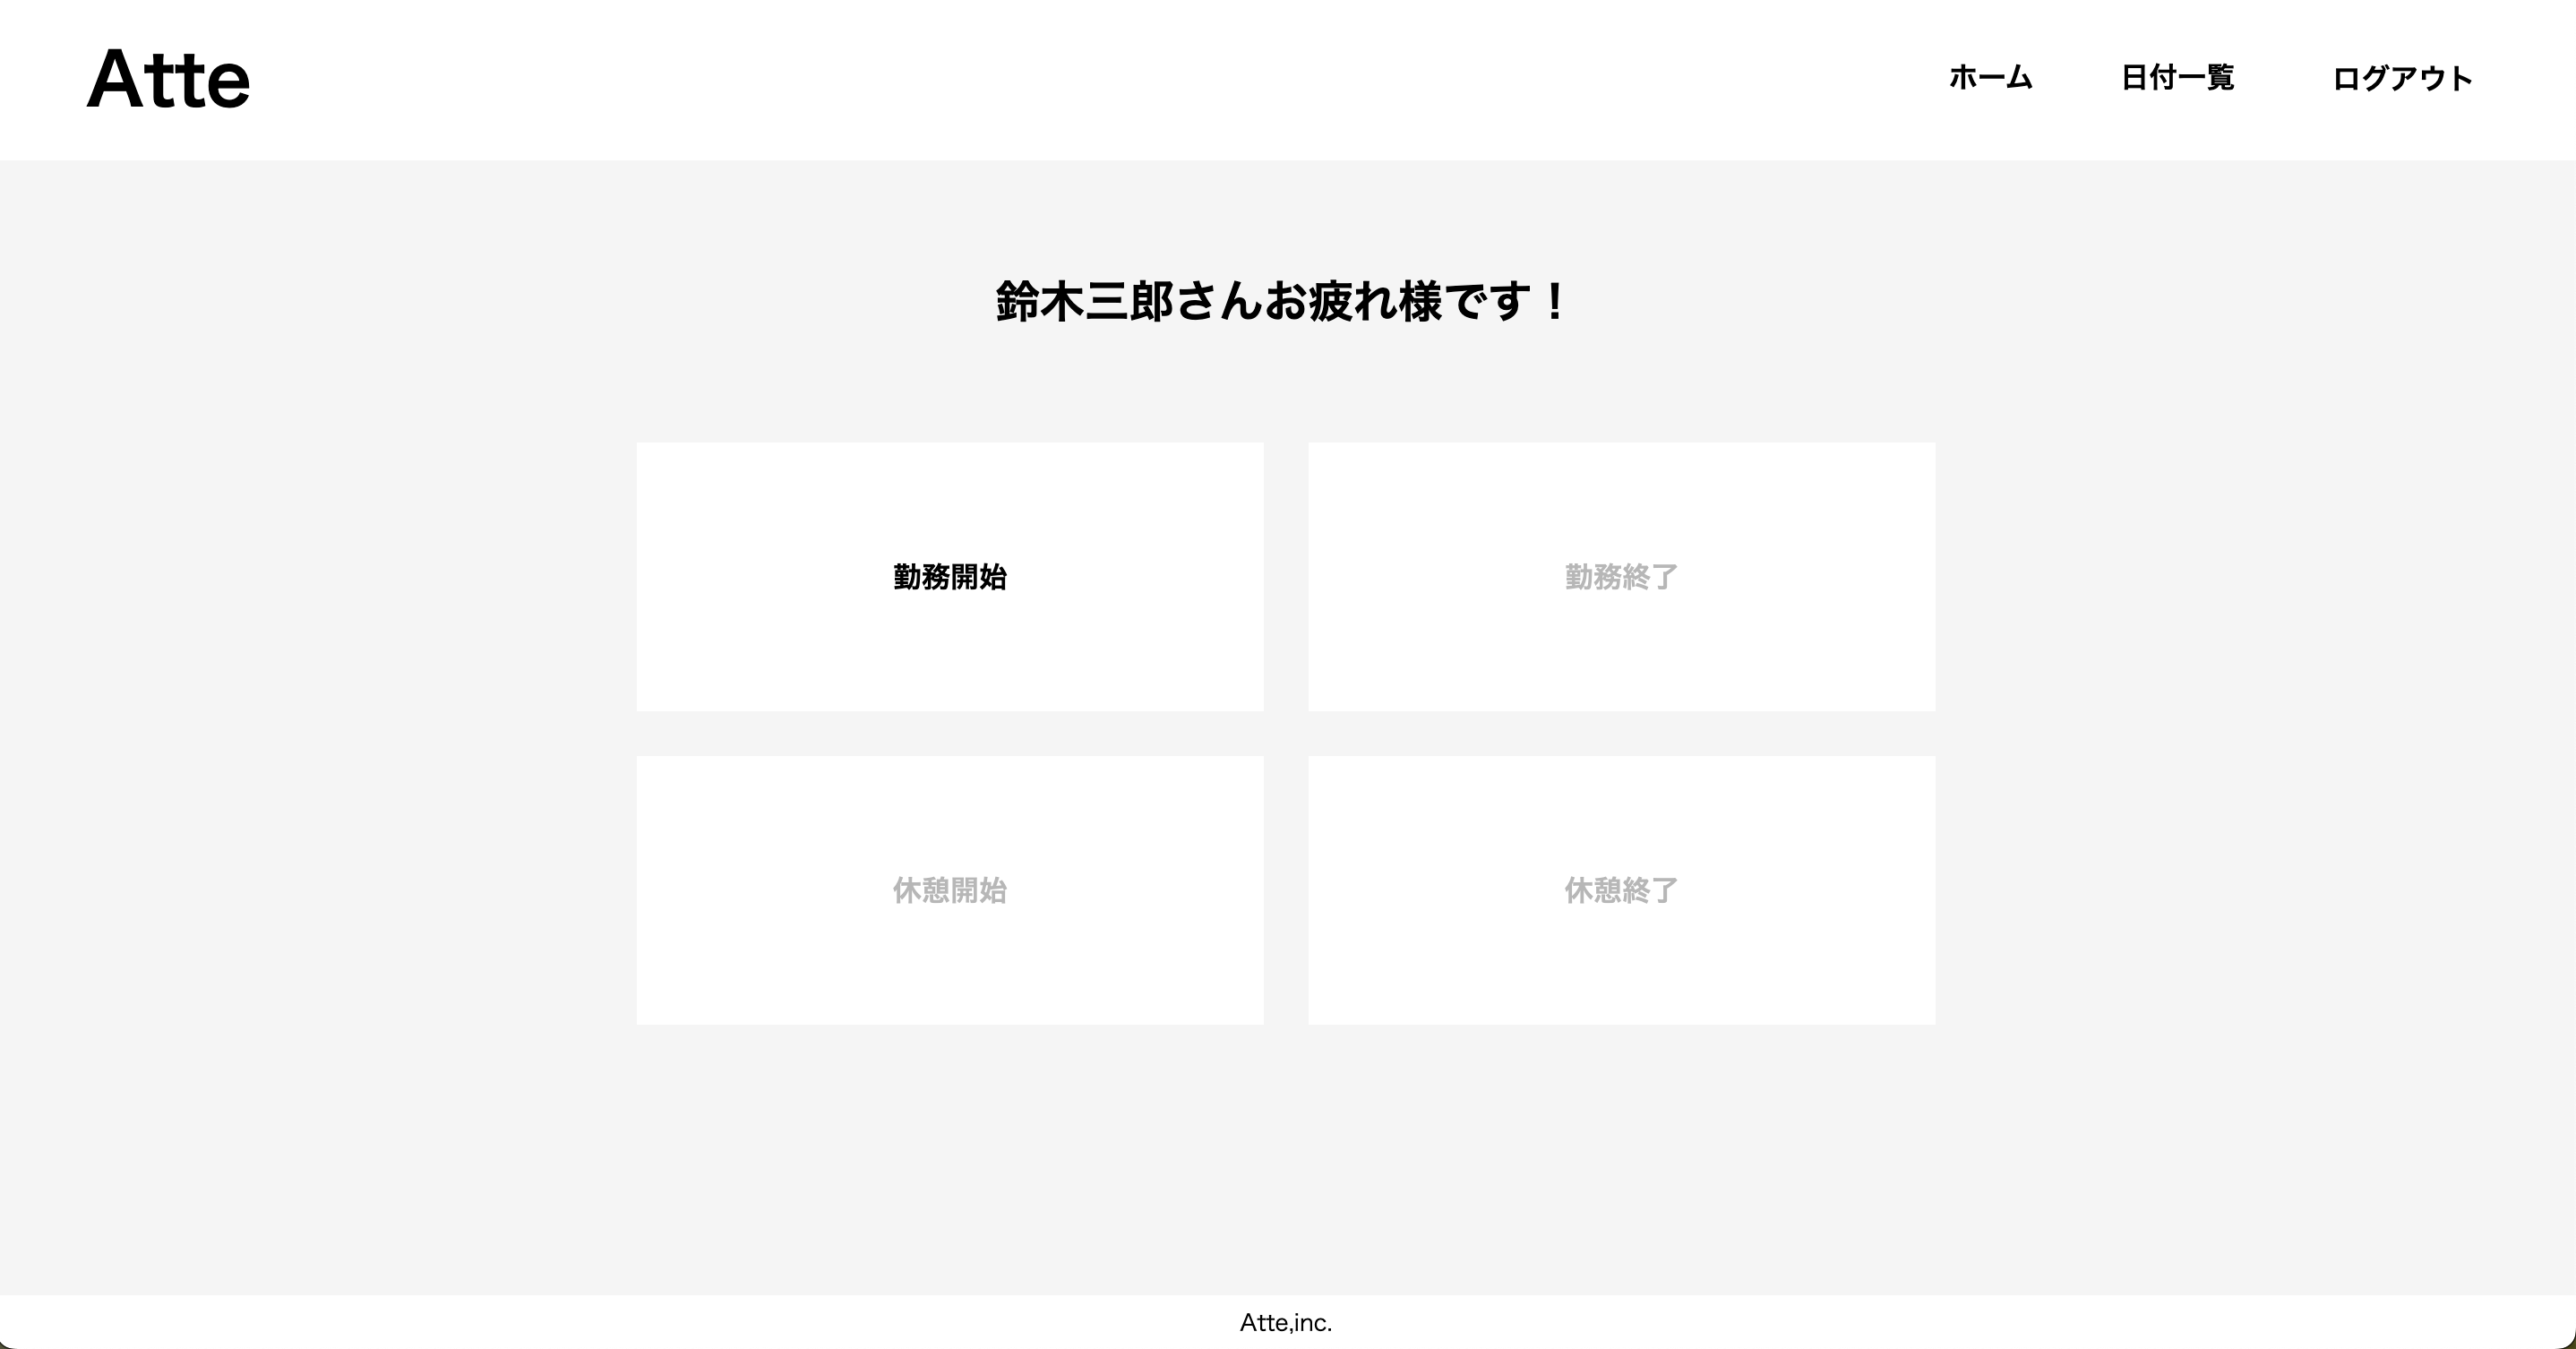 Atte
ホーム 日付一覧 ログアウト
鈴木三郎さんお疲れ様です！
勤務開始 勤務終了
休憩開始 休憩終了
Atte,inc.